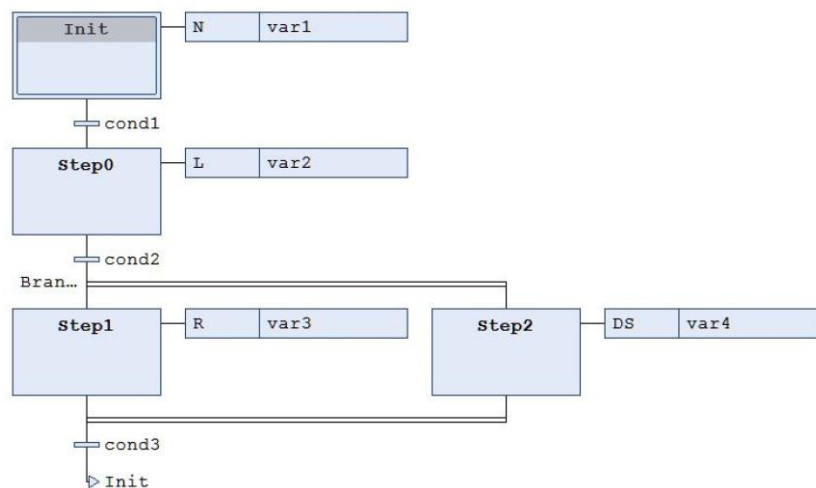 Init N var1
cond1
Step0 L var2
cond2
Bran…
Step1 R var3 Step2 DS var4
cond3
Init